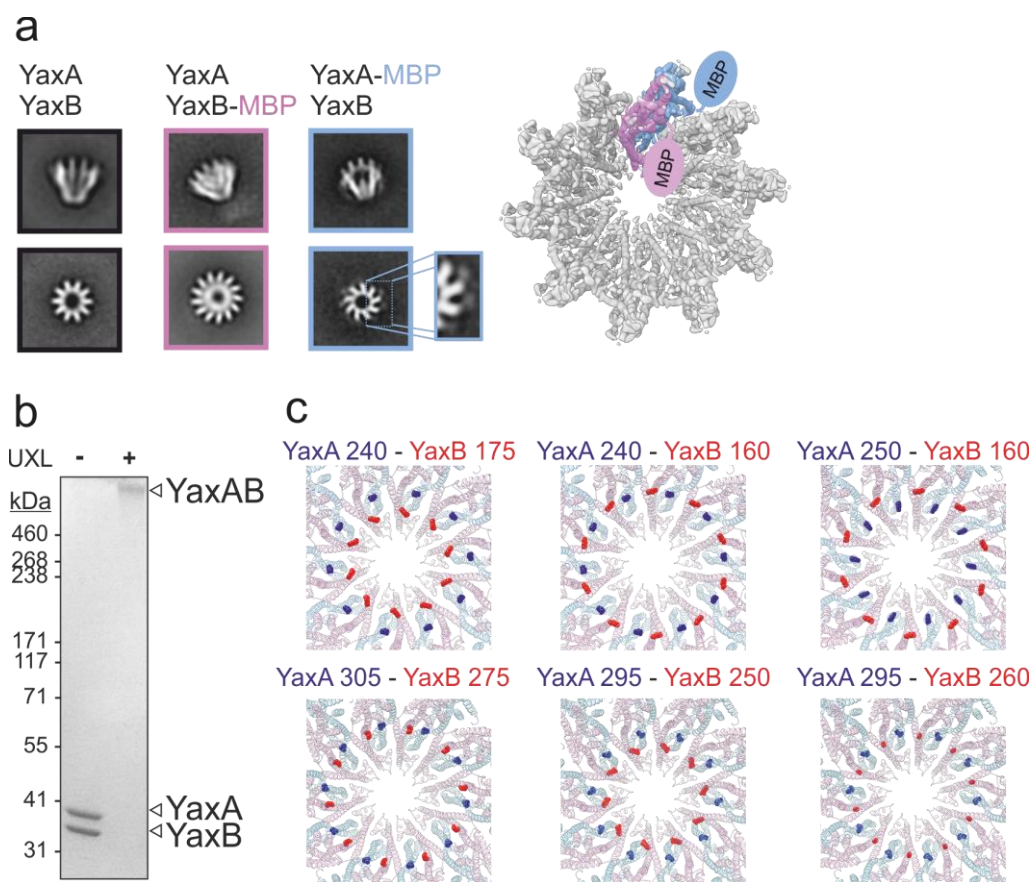 a
YaxA YaxA YaxA-MBP
YaxB YaxB-MBP YaxB
MBP
MBP
b
UXL - +
kDa
YaxAB
460
268
238
171
117
71
55
41
YaxA
YaxB
31
c
YaxA 240 - YaxB 175 YaxA 240 - YaxB 160 YaxA 250 - YaxB 160
YaxA 305 - YaxB 275 YaxA 295 - YaxB 250 YaxA 295 - YaxB 260